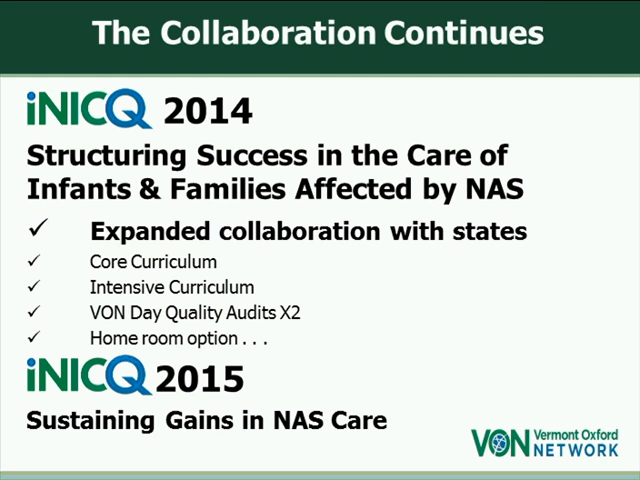 The Collaboration Continues
iNICQ 2014
Structuring Success in the Care of
Infants & Families Affected by NAS
✓ Expanded collaboration with states
✓ Core Curriculum
✓ Intensive Curriculum
✓ VON Day Quality Audits X2
✓ Home room option . . .
iNICQ 2015
Sustaining Gains in NAS Care
VON Vermont Oxford
NETWORK